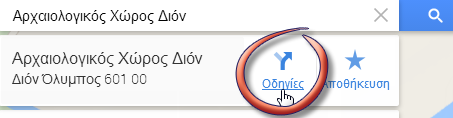 Αρχαιολογικός Χώρος Διόν
Αρχαιολογικός Χώρος Διόν
Διόν Όλυμπος 601 00
Οδηγίες
Αποθήκευση